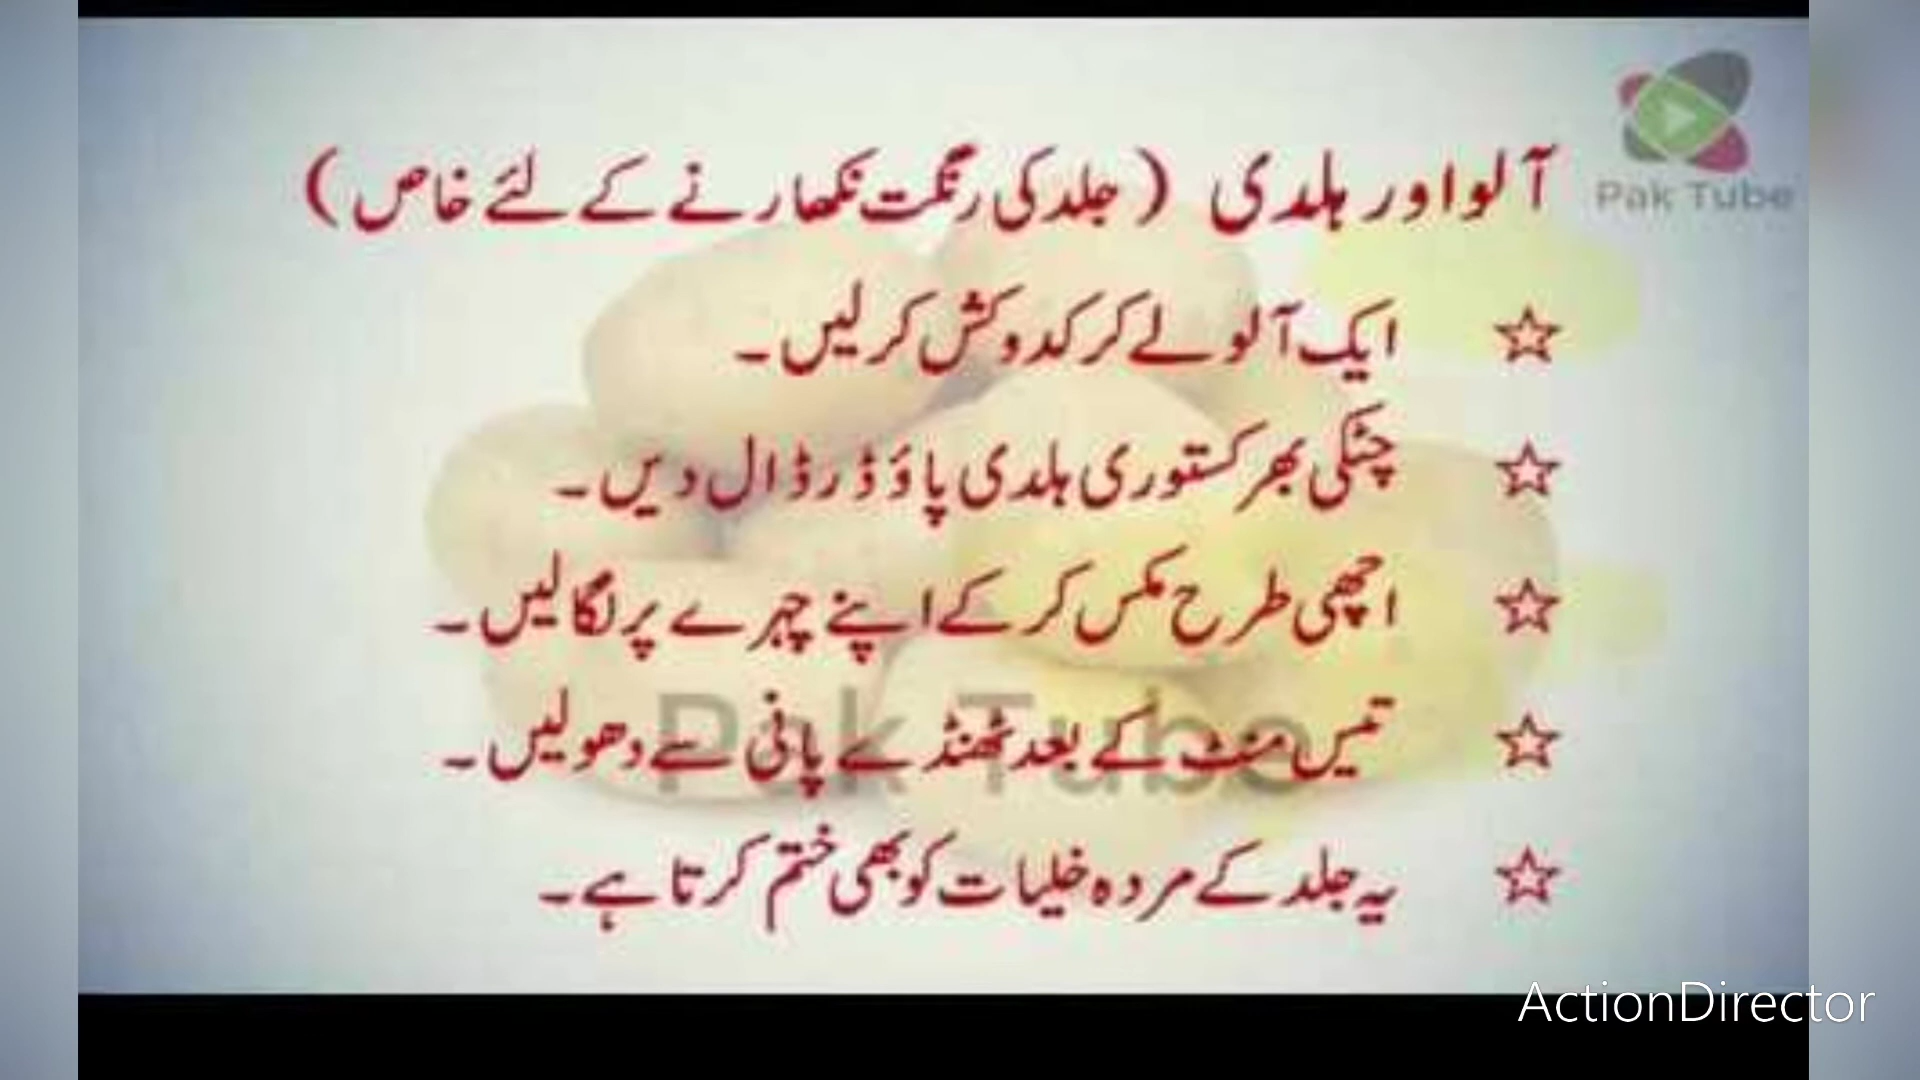 Pak Tube
آلو اور ہلدی (جلد کی رنگت نکھارنے کے لئے خاص)
☆ ایک آلو لے کر کدوکش کر لیں۔
☆ چٹکی بھر کستوری ہلدی پاؤڈر ڈال دیں۔
☆ اچھی طرح مکس کر کے اپنے چہرے پر لگا لیں۔
☆ تیس منٹ کے بعد ٹھنڈے پانی سے دھو لیں۔
Pak Tube
☆ یہ جلد کے مردہ خلیات کو بھی ختم کرتا ہے۔
ActionDirector